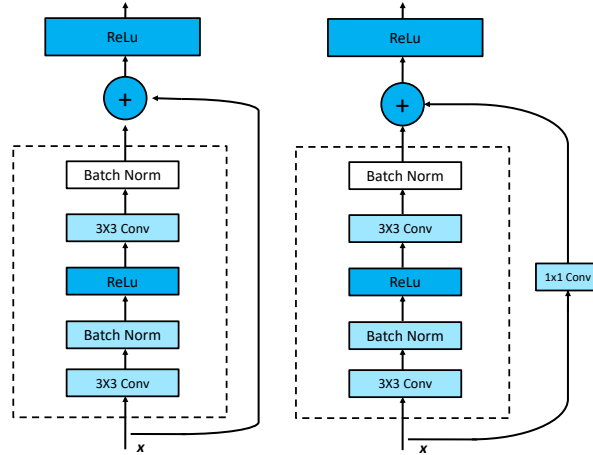 ReLu
+
Batch Norm
3X3 Conv
ReLu
Batch Norm
3X3 Conv
x
ReLu
+
Batch Norm
3X3 Conv
ReLu
1x1 Conv
Batch Norm
3X3 Conv
x